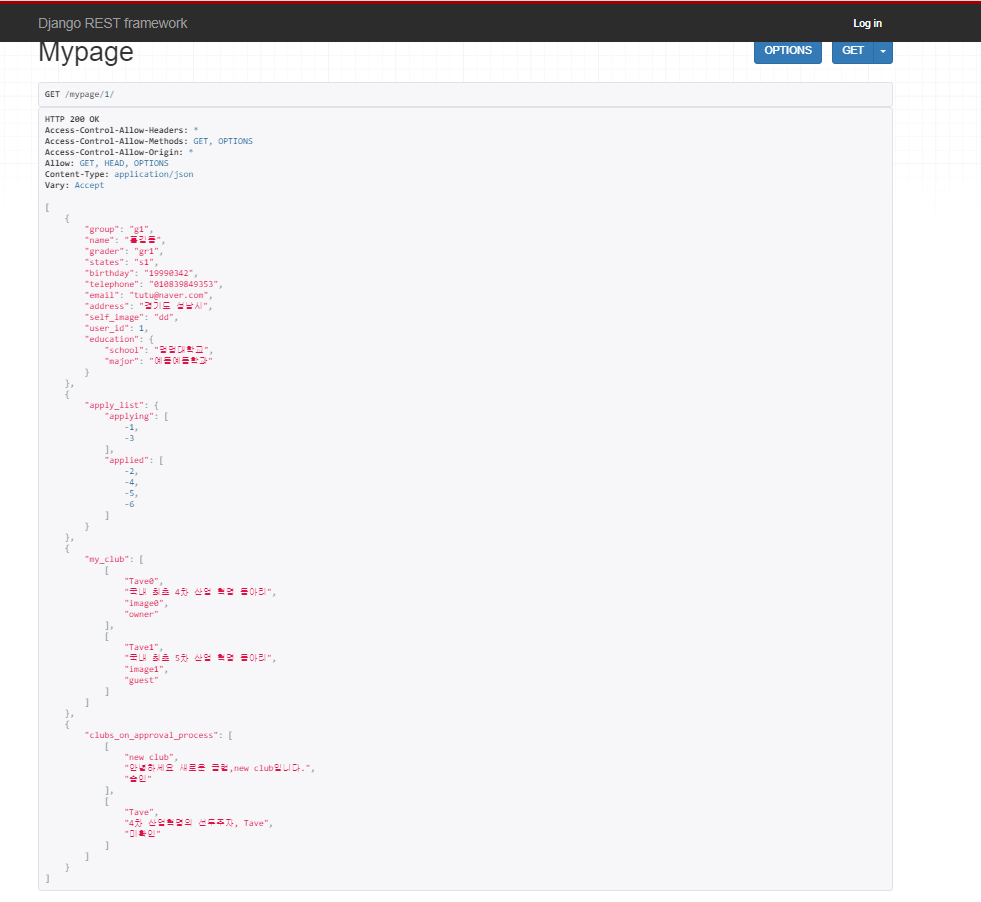 Django REST framework
Log in
Mypage
OPTIONS
GET
GET /mypage/1/
HTTP 200 OK
Access-Control-Allow-Headers: *
Access-Control-Allow-Methods: GET, OPTIONS
Access-Control-Allow-Origin: *
Allow: GET, HEAD, OPTIONS
Content-Type: application/json
Vary: Accept
[
{
"group": "g1",
"name": "홍길동",
"grader": "gr1",
"states": "s1",
"birthday": "19990342",
"telephone": "010839849353",
"email": "tutu@naver.com",
"address": "경기도 성남시",
"self_image": "dd",
"user_id": 1,
"education": {
"school": "멀멀대학교",
"major": "예틀예틀학과"
}
},
{
"apply_list": {
"applying": [
-1,
-3
],
"applied": [
-2,
-4,
-5,
-6
]
}
},
{
"my_club": [
[
"Tave0",
"국내 최초 4차 산업 혁명 동아리",
"image0",
"owner"
],
[
"Tave1",
"국내 최초 5차 산업 혁명 동아리",
"image1",
"guest"
]
]
},
{
"clubs_on_approval_process": [
[
"new club",
"안녕하세요 새로운 클럽,new club입니다.",
"승인"
],
[
"Tave",
"4차 산업혁명의 선두주자, Tave",
"미확인"
]
]
}
]